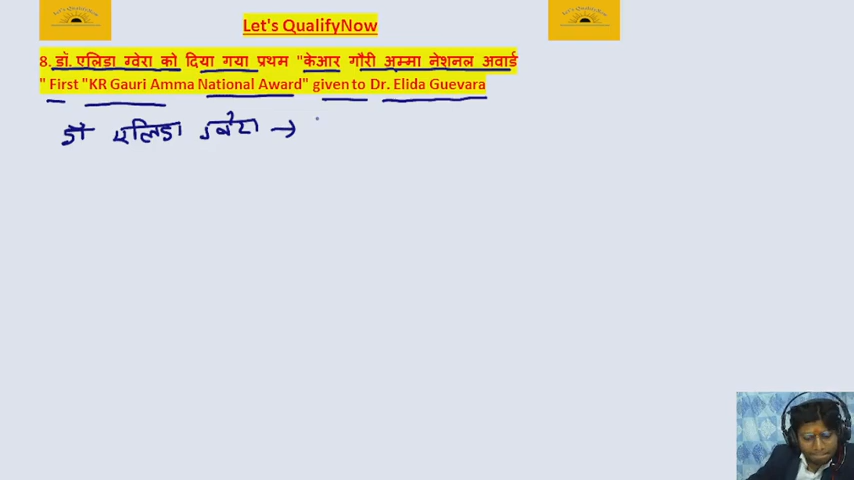 Let's QualifyNow
8. डॉ. एलिडा ग्वेरा को दिया गया प्रथम "केआर गौरी अम्मा नेशनल अवार्ड
" First "KR Gauri Amma National Award" given to Dr. Elida Guevara
डॉ एलिडा ग्वेरा →